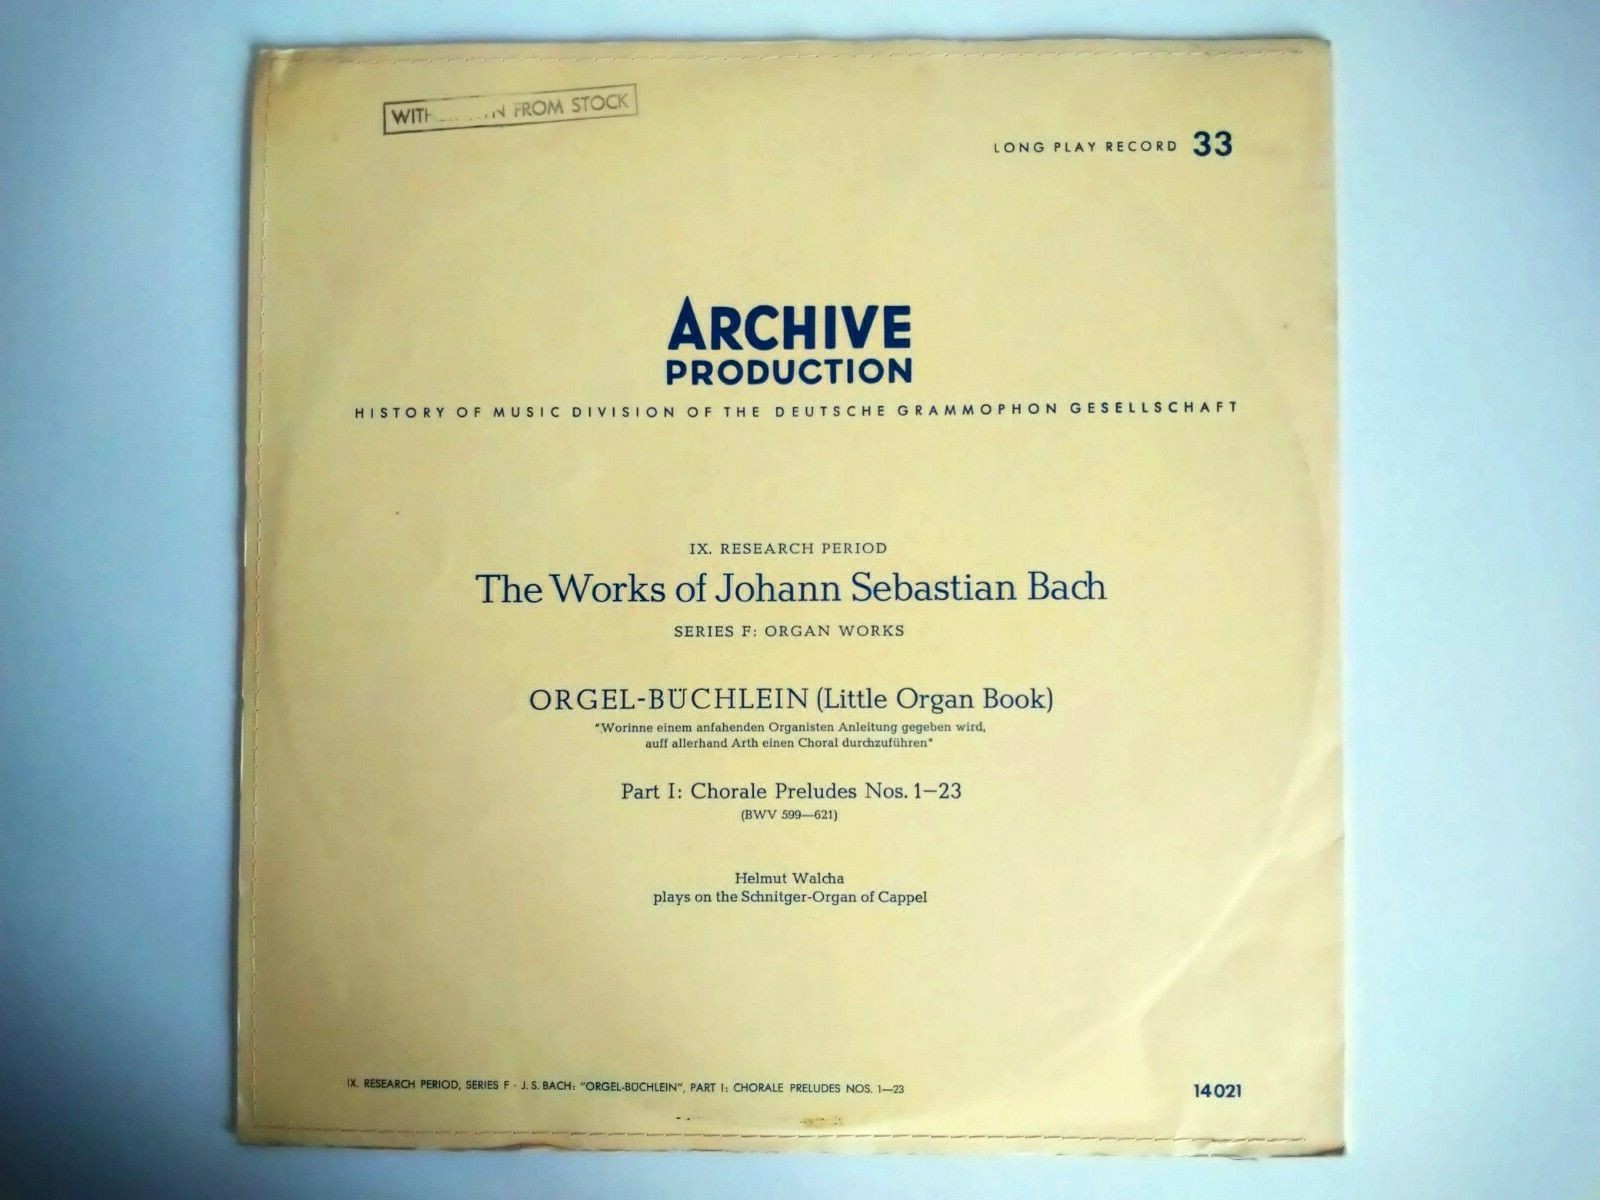 FROM STOCK
LONG PLAY RECORD 33
ARCHIVE
PRODUCTION
HISTORY OF MUSIC DIVISION OF THE DEUTSCHE GRAMMOPHON GESELLSCHAFT
IX. RESEARCH PERIOD
The Works of Johann Sebastian Bach
SERIES F: ORGAN WORKS
ORGEL-BÜCHLEIN (Little Organ Book)
"Worinne einem anfahenden Organisten Anleitung gegeben wird,
auff allerhand Arth einen Choral durchzuführen"
Part I: Chorale Preludes Nos. 1–23
(BWV 599—621)
Helmut Walcha
plays on the Schnitger-Organ of Cappel
IX. RESEARCH PERIOD, SERIES F · J. S. BACH: "ORGEL-BÜCHLEIN", PART I: CHORALE PRELUDES NOS. 1—23
14021